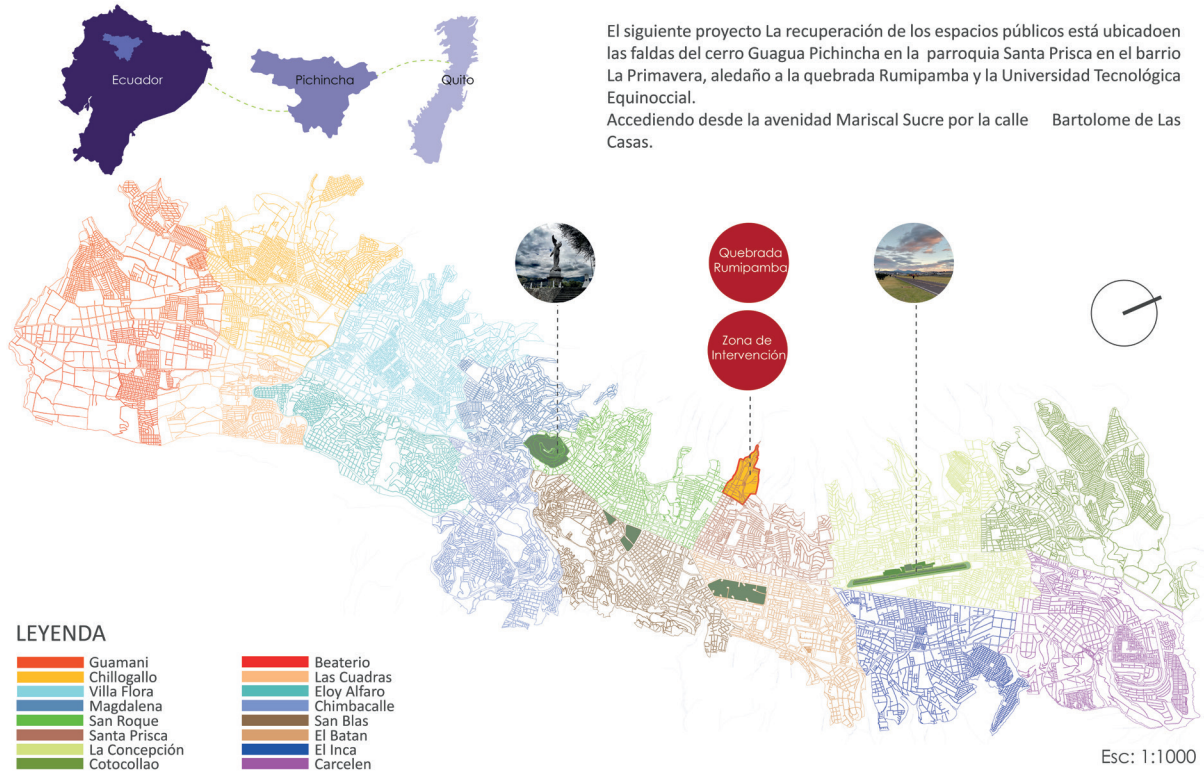 El siguiente proyecto La recuperación de los espacios públicos está ubicadoen
las faldas del cerro Guagua Pichincha en la parroquia Santa Prisca en el barrio
La Primavera, aledaño a la quebrada Rumipamba y la Universidad Tecnológica
Equinoccial.
Accediendo desde la avenidad Mariscal Sucre por la calle Bartolome de Las
Casas.
Ecuador
Pichincha
Quito
Quebrada
Rumipamba
Zona de
Intervención
LEYENDA
Guamani
Chillogallo
Villa Flora
Magdalena
San Roque
Santa Prisca
La Concepción
Cotocollao
Beaterio
Las Cuadras
Eloy Alfaro
Chimbacalle
San Blas
El Batan
El Inca
Carcelen
Esc: 1:1000